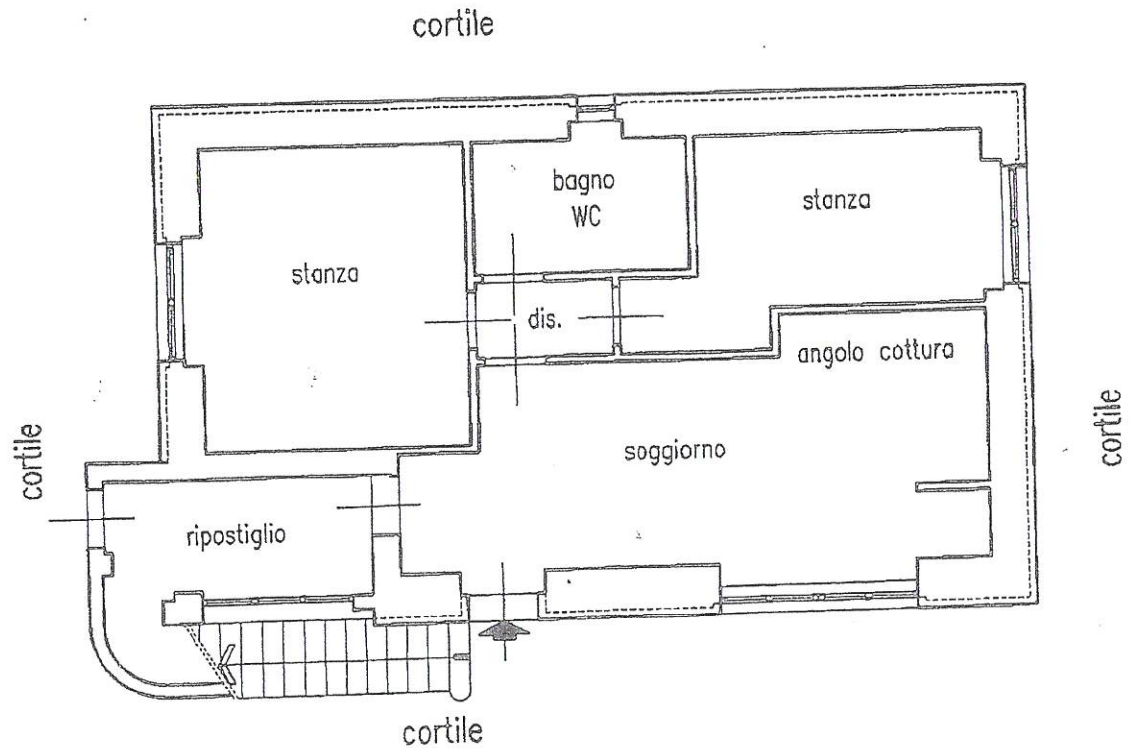 cortile
bagno
WC
stanza
stanza
dis.
angolo cottura
cortile
cortile
soggiorno
ripostiglio
cortile